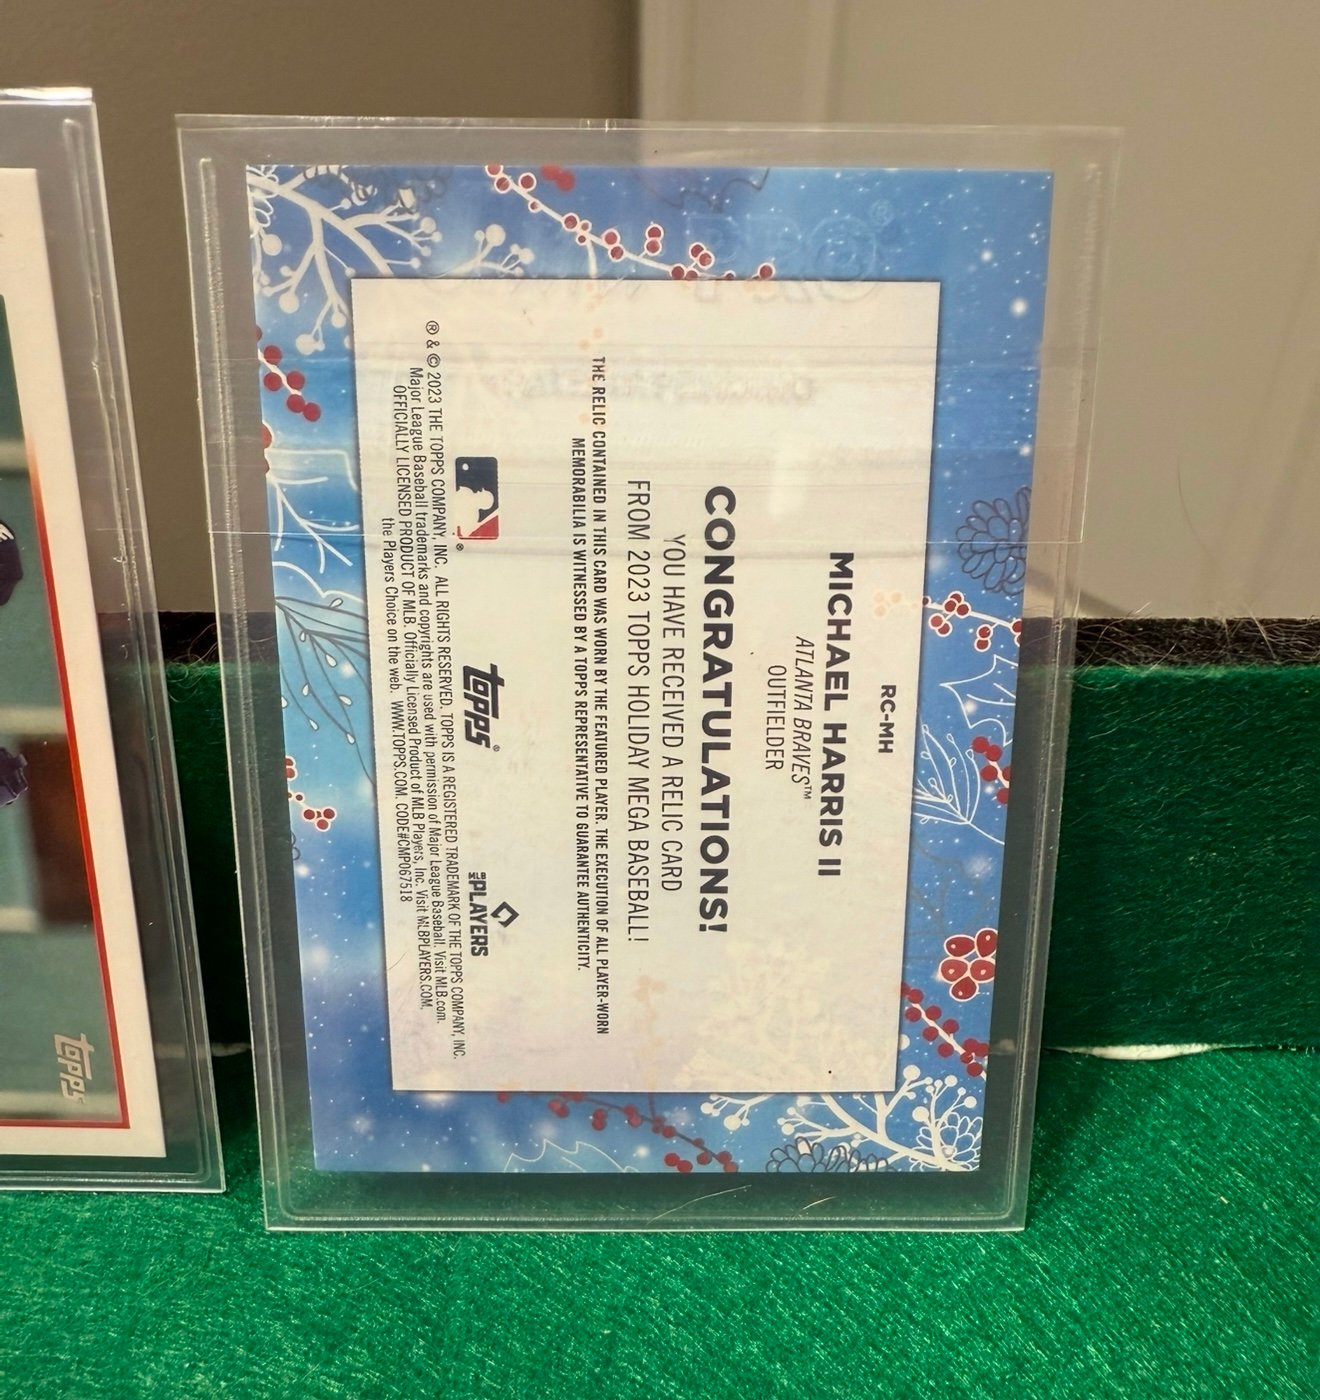 RC-MH
MICHAEL HARRIS II
ATLANTA BRAVES™
OUTFIELDER
CONGRATULATIONS!
YOU HAVE RECEIVED A RELIC CARD
FROM 2023 TOPPS HOLIDAY MEGA BASEBALL!
THE RELIC CONTAINED IN THIS CARD WAS WORN BY THE FEATURED PLAYER. THE EXECUTION OF ALL PLAYER-WORN
MEMORABILIA IS WITNESSED BY A TOPPS REPRESENTATIVE TO GUARANTEE AUTHENTICITY.
topps®
MLB PLAYERS
® & © 2023 THE TOPPS COMPANY, INC. ALL RIGHTS RESERVED. TOPPS IS A REGISTERED TRADEMARK OF THE TOPPS COMPANY, INC.
Major League Baseball trademarks and copyrights are used with permission of Major League Baseball. Visit MLB.com.
OFFICIALLY LICENSED PRODUCT OF MLB. Officially Licensed Product of MLB Players, Inc. Visit MLBPLAYERS.COM,
the Players Choice on the web. WWW.TOPPS.COM. CODE#CMP067518
topps